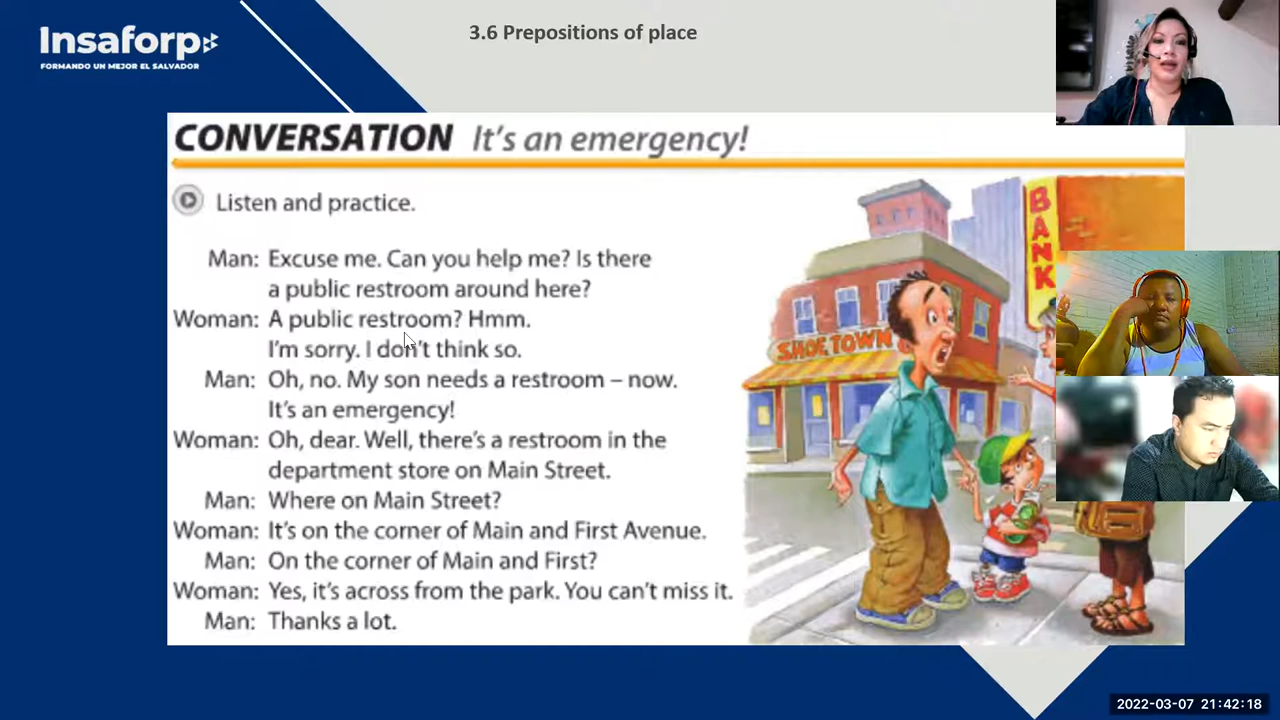 Insaforp
FORMANDO UN MEJOR EL SALVADOR
3.6 Prepositions of place
CONVERSATION It's an emergency!
Listen and practice.
Man: Excuse me. Can you help me? Is there
a public restroom around here?
Woman: A public restroom? Hmm.
I'm sorry. I don't think so.
Man: Oh, no. My son needs a restroom – now.
It's an emergency!
Woman: Oh, dear. Well, there's a restroom in the
department store on Main Street.
Man: Where on Main Street?
Woman: It's on the corner of Main and First Avenue.
Man: On the corner of Main and First?
Woman: Yes, it's across from the park. You can't miss it.
Man: Thanks a lot.
SHOE TOWN
BANK
2022-03-07 21:42:18